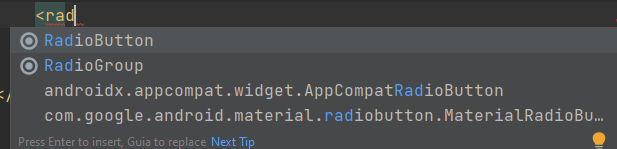 <rad
RadioButton
RadioGroup
androidx.appcompat.widget.AppCompatRadioButton
com.google.android.material.radiobutton.MaterialRadioBu…
</
Press Enter to insert, Guia to replace Next Tip